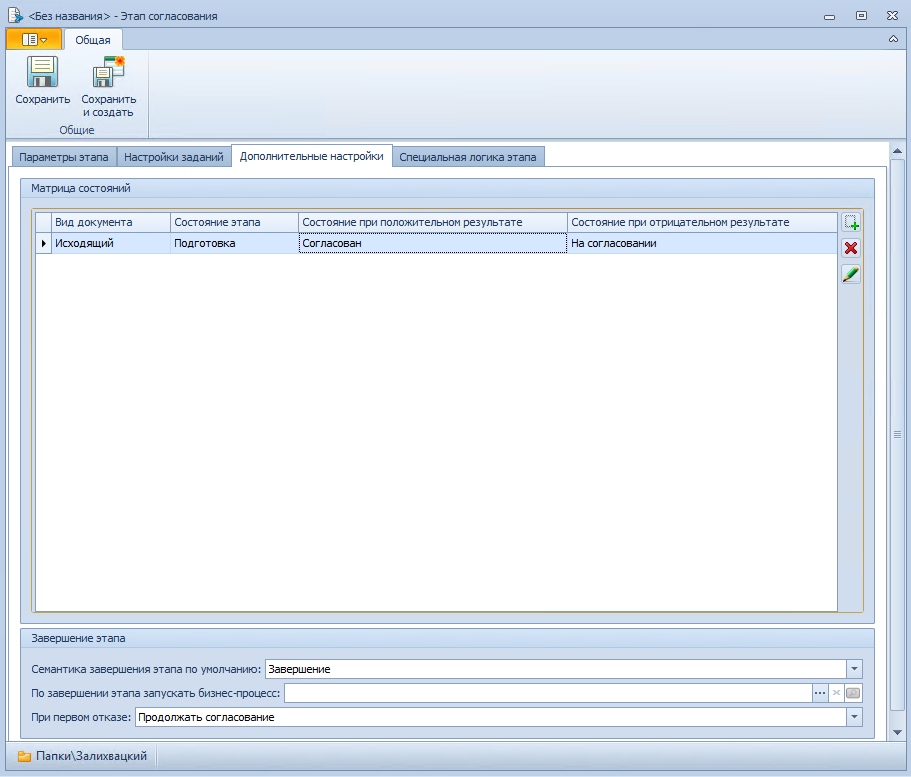 <Без названия> - Этап согласования
Общая
Сохранить
Сохранить
и создать
Общие
Параметры этапа Настройки заданий Дополнительные настройки Специальная логика этапа
Матрица состояний
Вид документа Состояние этапа Состояние при положительном результате Состояние при отрицательном результате
Исходящий Подготовка Согласован На согласовании
Завершение этапа
Семантика завершения этапа по умолчанию: Завершение
По завершении этапа запускать бизнес-процесс:
При первом отказе: Продолжать согласование
Папки\Залихвацкий